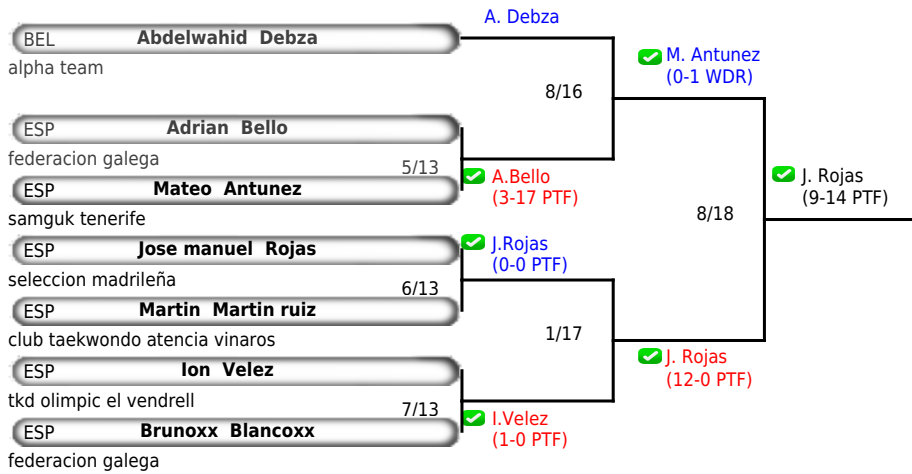 A. Debza
BEL Abdelwahid Debza
alpha team
M. Antunez
(0-1 WDR)
8/16
ESP Adrian Bello
federacion galega
5/13
A.Bello
(3-17 PTF)
ESP Mateo Antunez
samguk tenerife
J. Rojas
(9-14 PTF)
8/18
ESP Jose manuel Rojas
seleccion madrileña
J.Rojas
(0-0 PTF)
6/13
ESP Martin Martin ruiz
club taekwondo atencia vinaros
1/17
J. Rojas
(12-0 PTF)
ESP Ion Velez
tkd olimpic el vendrell
7/13
I.Velez
(1-0 PTF)
ESP Brunoxx Blancoxx
federacion galega